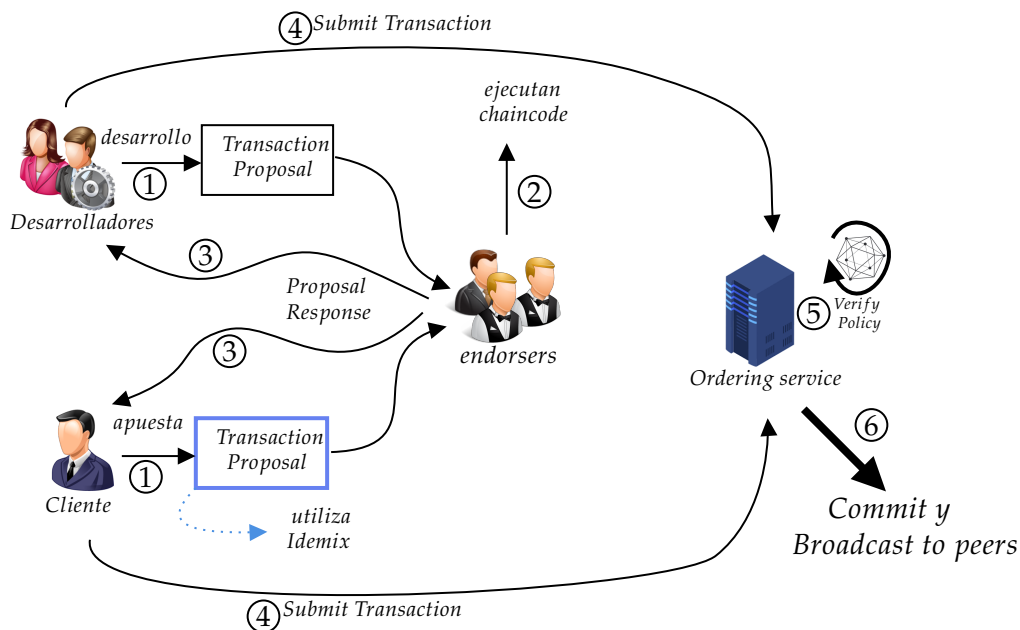 ④ Submit Transaction
ejecutan
chaincode
desarrollo
①
Transaction
Proposal
②
Desarrolladores
③
Proposal
Response
⑤
Verify
Policy
③
endorsers
Ordering service
apuesta
①
Transaction
Proposal
⑥
Cliente
utiliza
Idemix
Commit y
Broadcast to peers
④ Submit Transaction